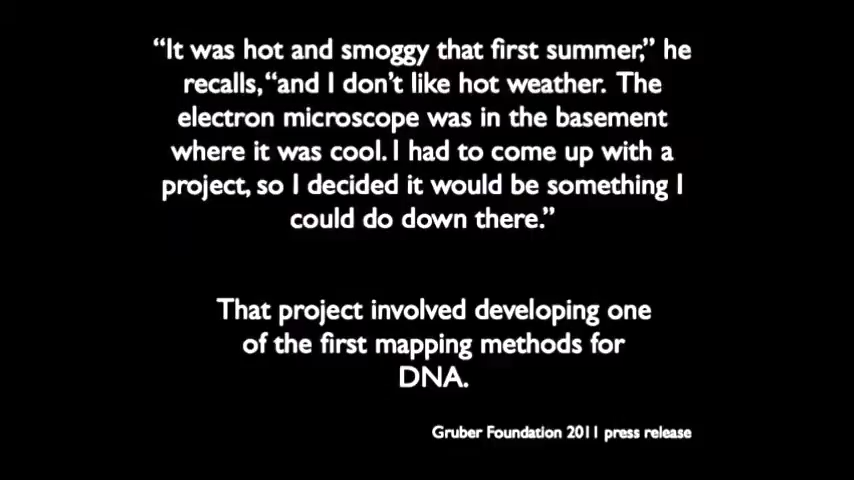 “It was hot and smoggy that first summer,” he
recalls,“and I don’t like hot weather. The
electron microscope was in the basement
where it was cool. I had to come up with a
project, so I decided it would be something I
could do down there.”
That project involved developing one
of the first mapping methods for
DNA.
Gruber Foundation 2011 press release